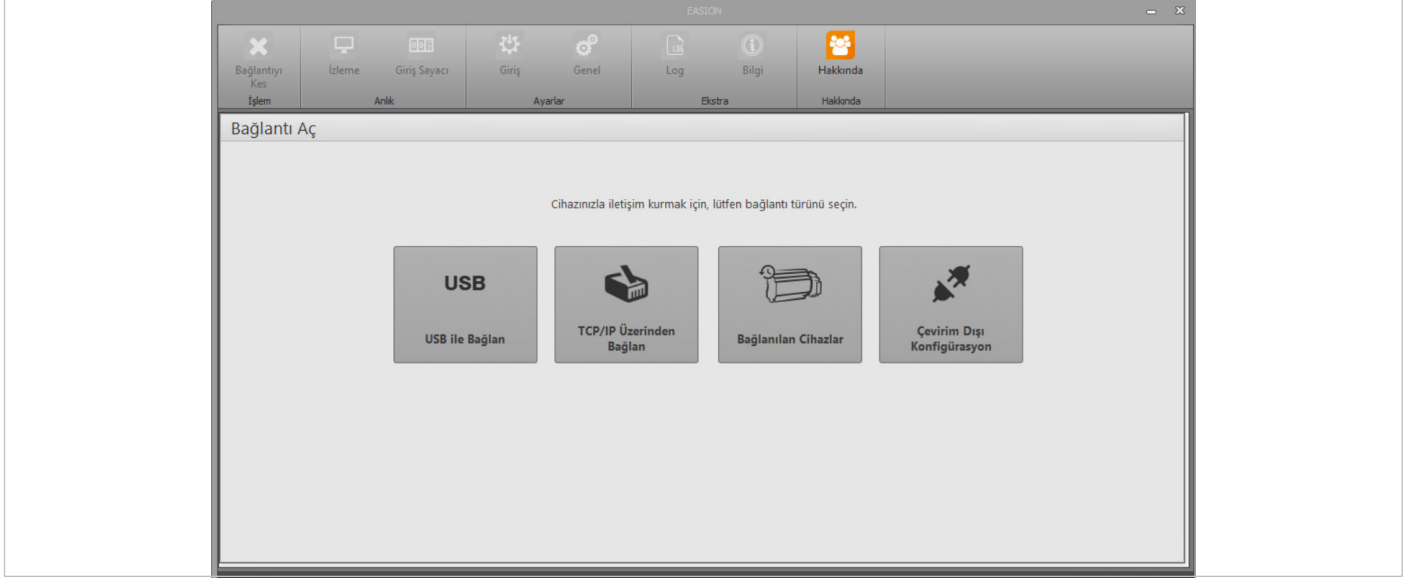 EASION
Bağlantıyı
Kes
İzleme
Giriş Sayacı
Giriş
Genel
Log
Bilgi
Hakkında
İşlem
Anlık
Ayarlar
Ekstra
Hakkında
Bağlantı Aç
Cihazınızla iletişim kurmak için, lütfen bağlantı türünü seçin.
USB
USB ile Bağlan
TCP/IP Üzerinden
Bağlan
Bağlanılan Cihazlar
Çevirim Dışı
Konfigürasyon